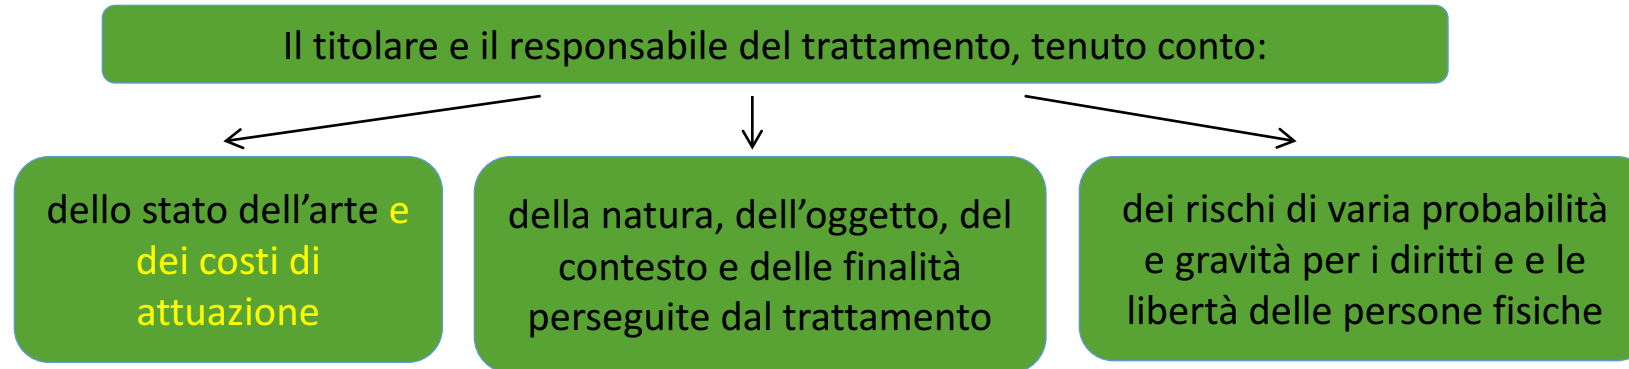 Il titolare e il responsabile del trattamento, tenuto conto:
dello stato dell’arte e
dei costi di
attuazione
della natura, dell’oggetto, del
contesto e delle finalità
perseguite dal trattamento
dei rischi di varia probabilità
e gravità per i diritti e e le
libertà delle persone fisiche